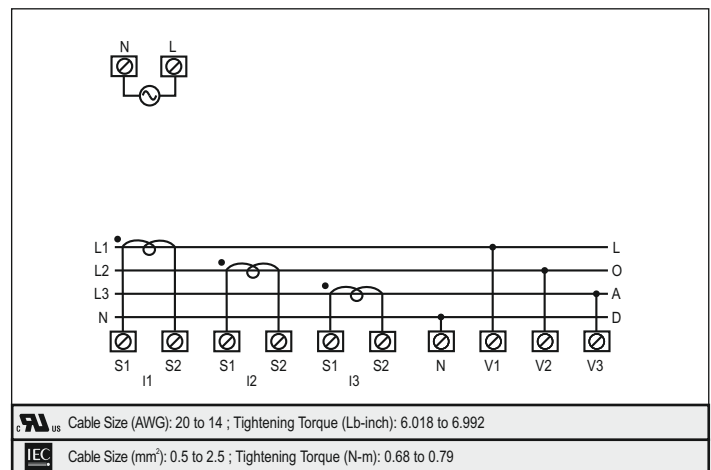 N L
L1 L
L2 O
L3 A
N D
S1 S2 S1 S2 S1 S2 N V1 V2 V3
I1 I2 I3
c RU us Cable Size (AWG): 20 to 14 ; Tightening Torque (Lb-inch): 6.018 to 6.992
IEC Cable Size (mm²): 0.5 to 2.5 ; Tightening Torque (N-m): 0.68 to 0.79